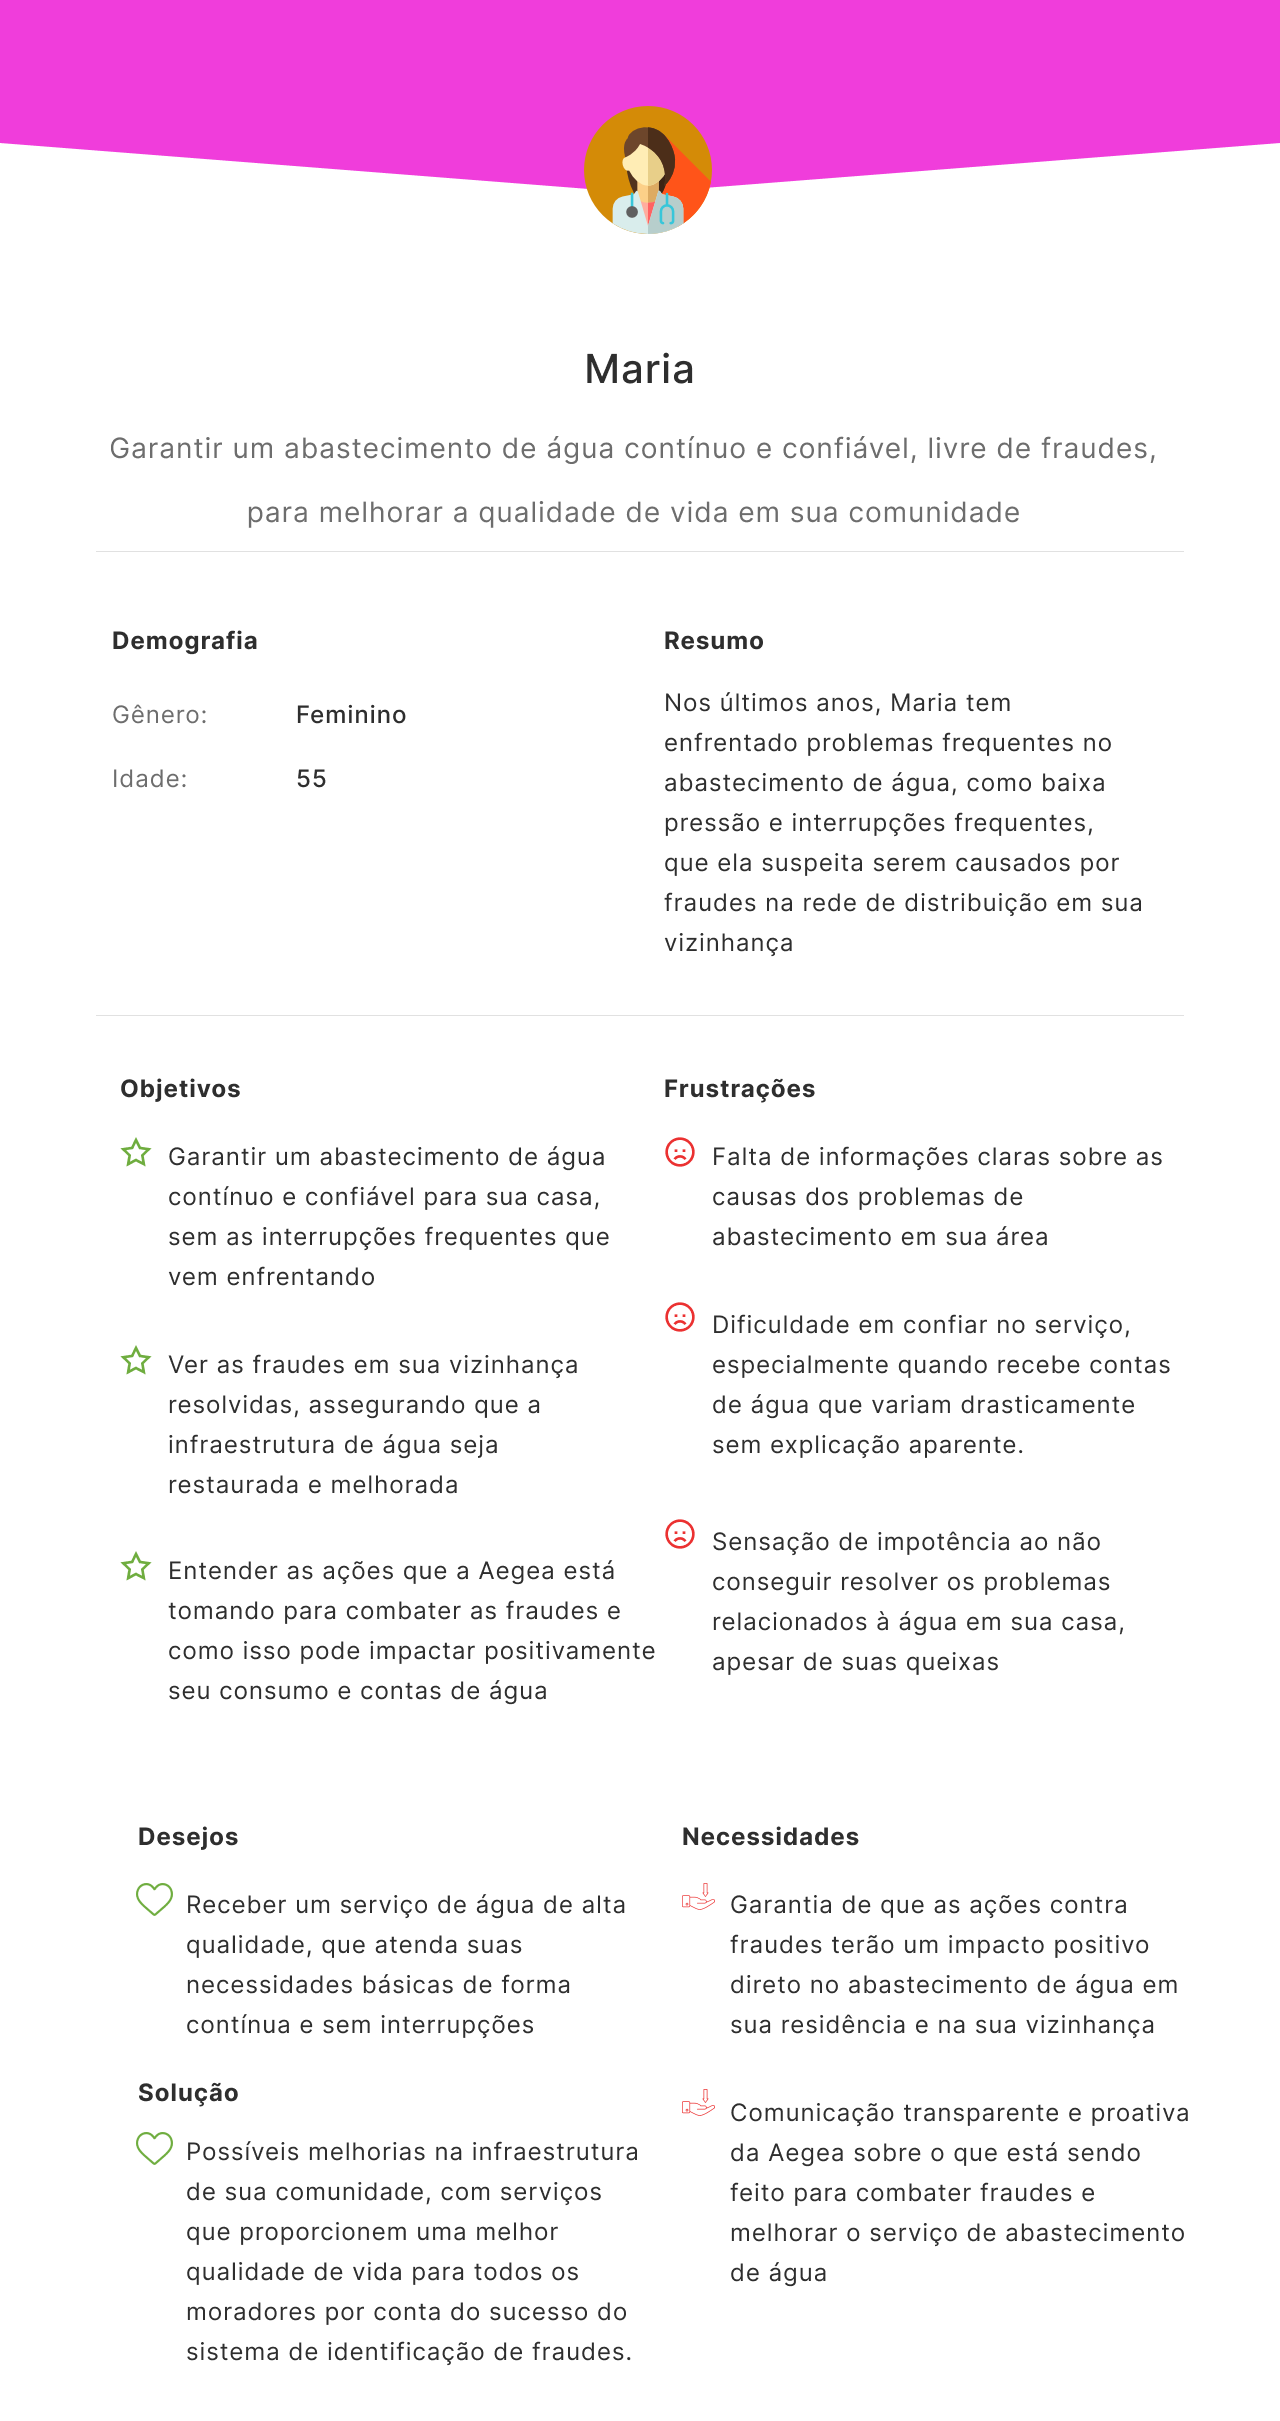 Maria
Garantir um abastecimento de água contínuo e confiável, livre de fraudes,
para melhorar a qualidade de vida em sua comunidade
Demografia
Gênero: Feminino
Idade: 55
Resumo
Nos últimos anos, Maria tem
enfrentado problemas frequentes no
abastecimento de água, como baixa
pressão e interrupções frequentes,
que ela suspeita serem causados por
fraudes na rede de distribuição em sua
vizinhança
Objetivos
Garantir um abastecimento de água
contínuo e confiável para sua casa,
sem as interrupções frequentes que
vem enfrentando
Ver as fraudes em sua vizinhança
resolvidas, assegurando que a
infraestrutura de água seja
restaurada e melhorada
Entender as ações que a Aegea está
tomando para combater as fraudes e
como isso pode impactar positivamente
seu consumo e contas de água
Frustrações
Falta de informações claras sobre as
causas dos problemas de
abastecimento em sua área
Dificuldade em confiar no serviço,
especialmente quando recebe contas
de água que variam drasticamente
sem explicação aparente.
Sensação de impotência ao não
conseguir resolver os problemas
relacionados à água em sua casa,
apesar de suas queixas
Desejos
Receber um serviço de água de alta
qualidade, que atenda suas
necessidades básicas de forma
contínua e sem interrupções
Solução
Possíveis melhorias na infraestrutura
de sua comunidade, com serviços
que proporcionem uma melhor
qualidade de vida para todos os
moradores por conta do sucesso do
sistema de identificação de fraudes.
Necessidades
Garantia de que as ações contra
fraudes terão um impacto positivo
direto no abastecimento de água em
sua residência e na sua vizinhança
Comunicação transparente e proativa
da Aegea sobre o que está sendo
feito para combater fraudes e
melhorar o serviço de abastecimento
de água